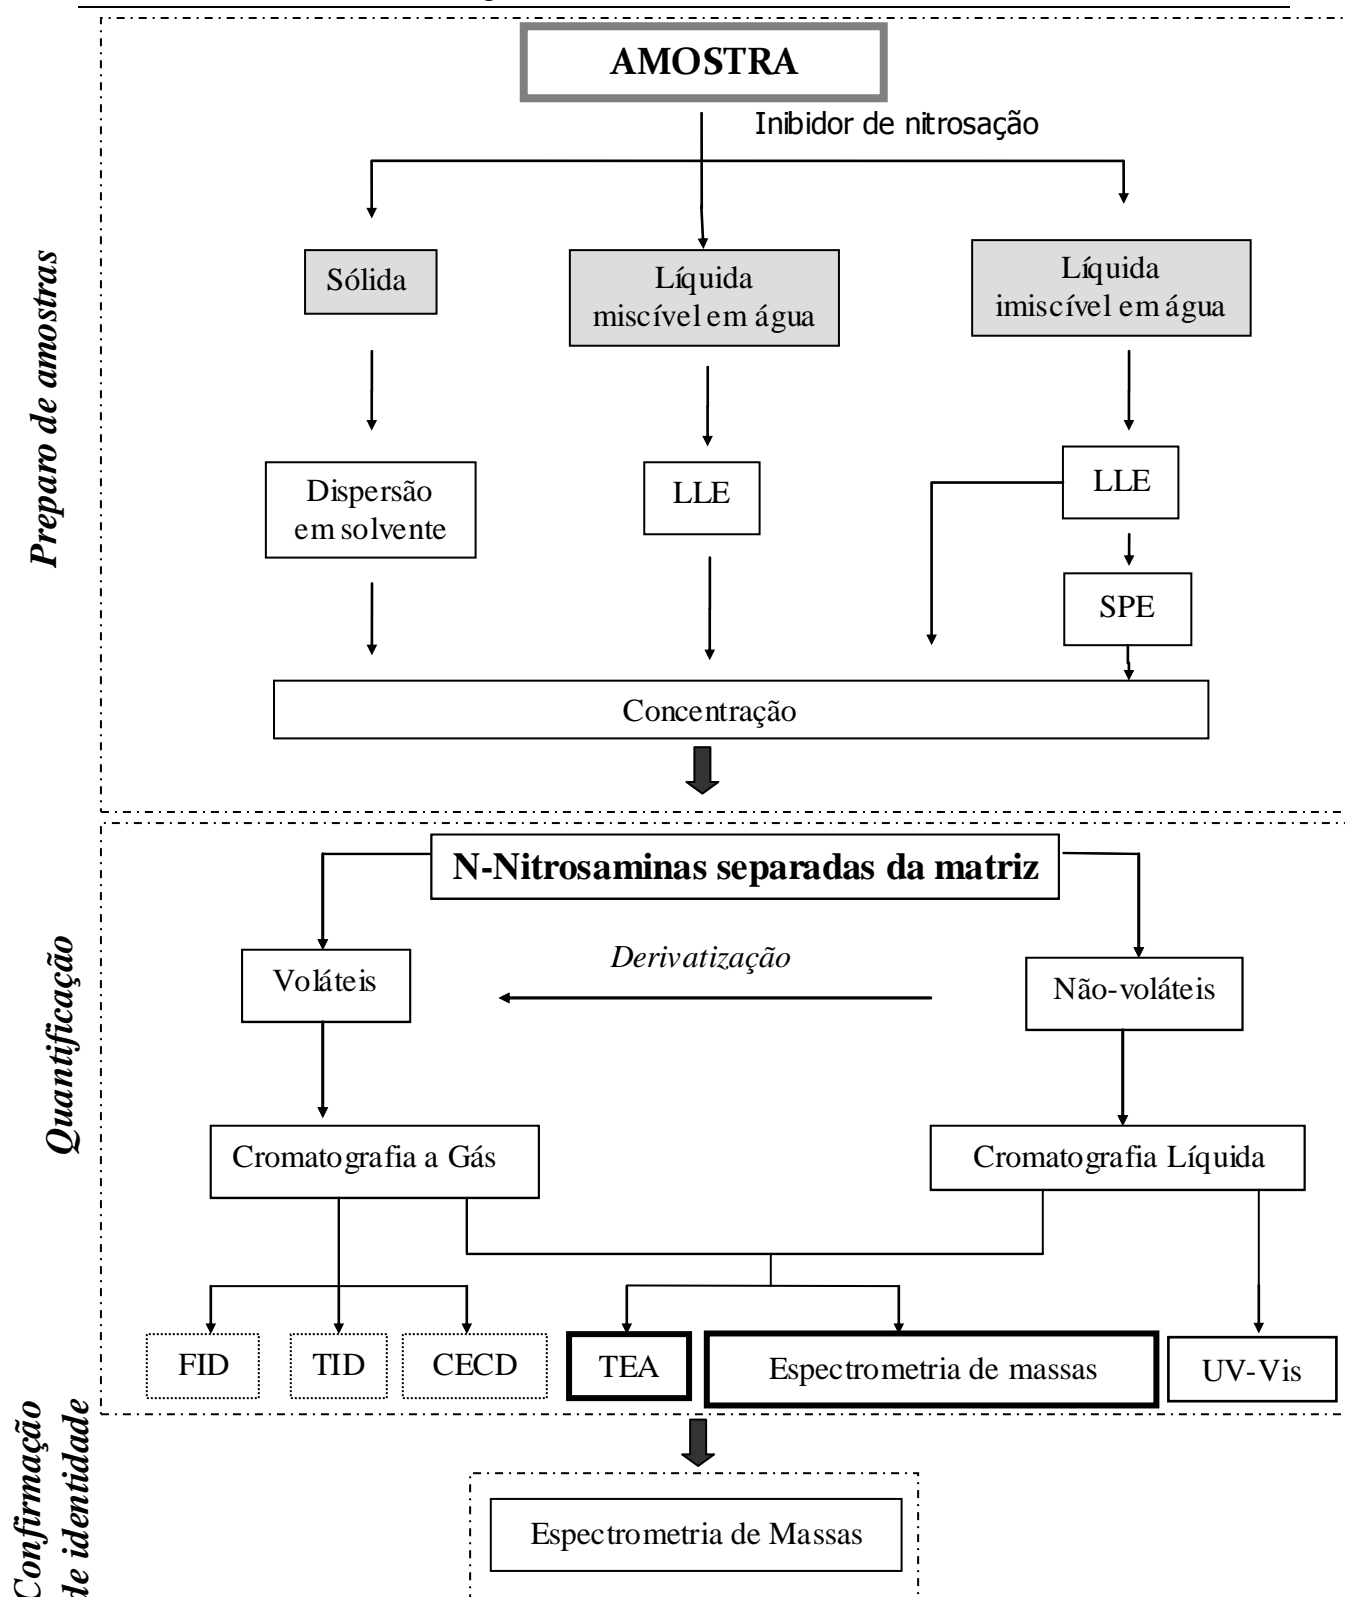 AMOSTRA
Inibidor de nitrosação
Preparo de amostras
Sólida
Líquida
miscível em água
Líquida
imiscível em água
Dispersão
em solvente
LLE
LLE
SPE
Concentração
N-Nitrosaminas separadas da matriz
Quantificação
Voláteis
Derivatização
Não-voláteis
Cromatografia a Gás
Cromatografia Líquida
FID
TID
CECD
TEA
Espectrometria de massas
UV-Vis
Confirmação
de identidade
Espectrometria de Massas